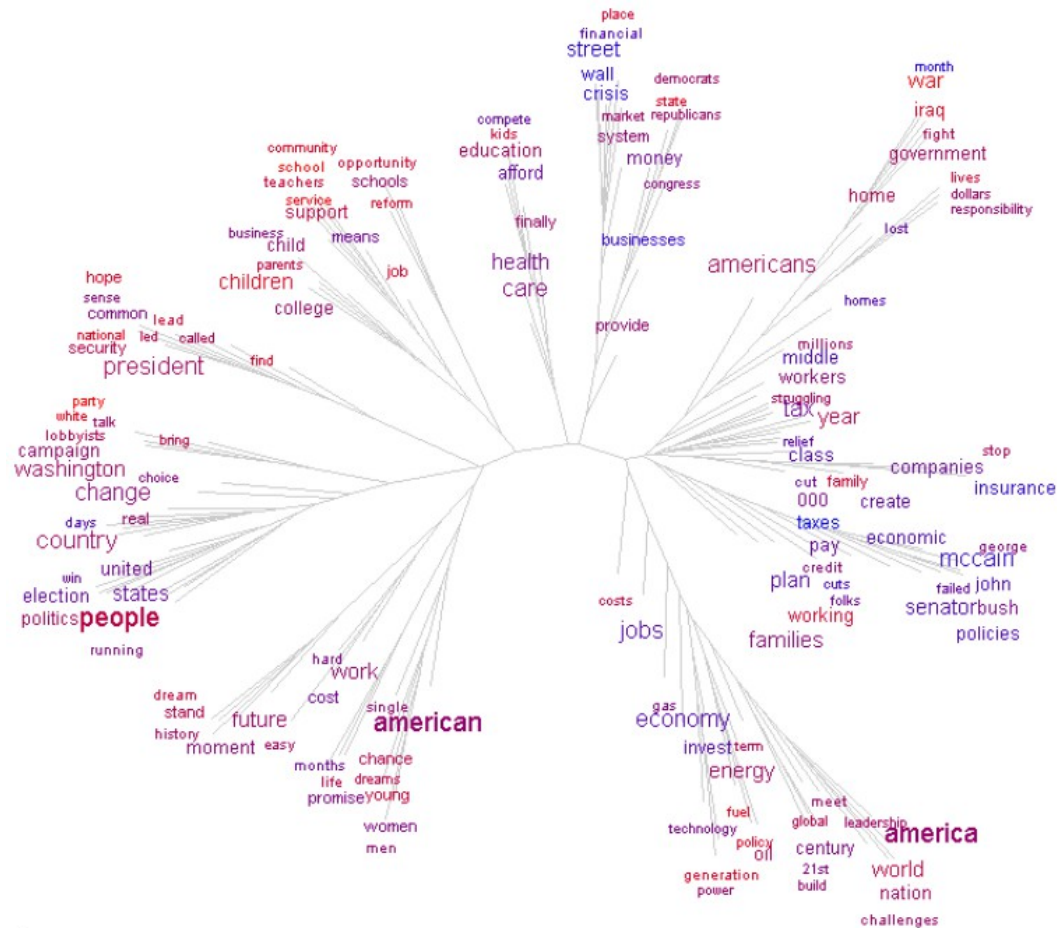 place
financial
street
wall
crisis
democrats
state
market republicans
system
money
congress
businesses
provide
month
war
iraq
fight
government
lives
home
dollars
responsibility
lost
americans
homes
compete
kids
education
afford
finally
health
care
community
school
opportunity
teachers
schools
service
reform
support
business
means
child
parents
job
children
college
hope
sense
common
lead
national
led
called
security
president
find
party
white
talk
lobbyists
bring
campaign
washington
choice
change
days
real
country
win
united
election
states
politics people
running
millions
middle
workers
struggling
tax year
relief
class
stop
companies
cut family
insurance
000
create
taxes
economic
pay
george
mccain
credit
plan
cuts
failed
john
folks
senator bush
working
policies
families
costs
jobs
hard
work
dream
cost
stand
single
future
american
history
moment
easy
chance
months
life
dreams
promise young
women
men
gas
economy
invest term
energy
meet
fuel
global
leadership
technology
america
policy
oil
century
21st
world
generation
power
build
nation
challenges